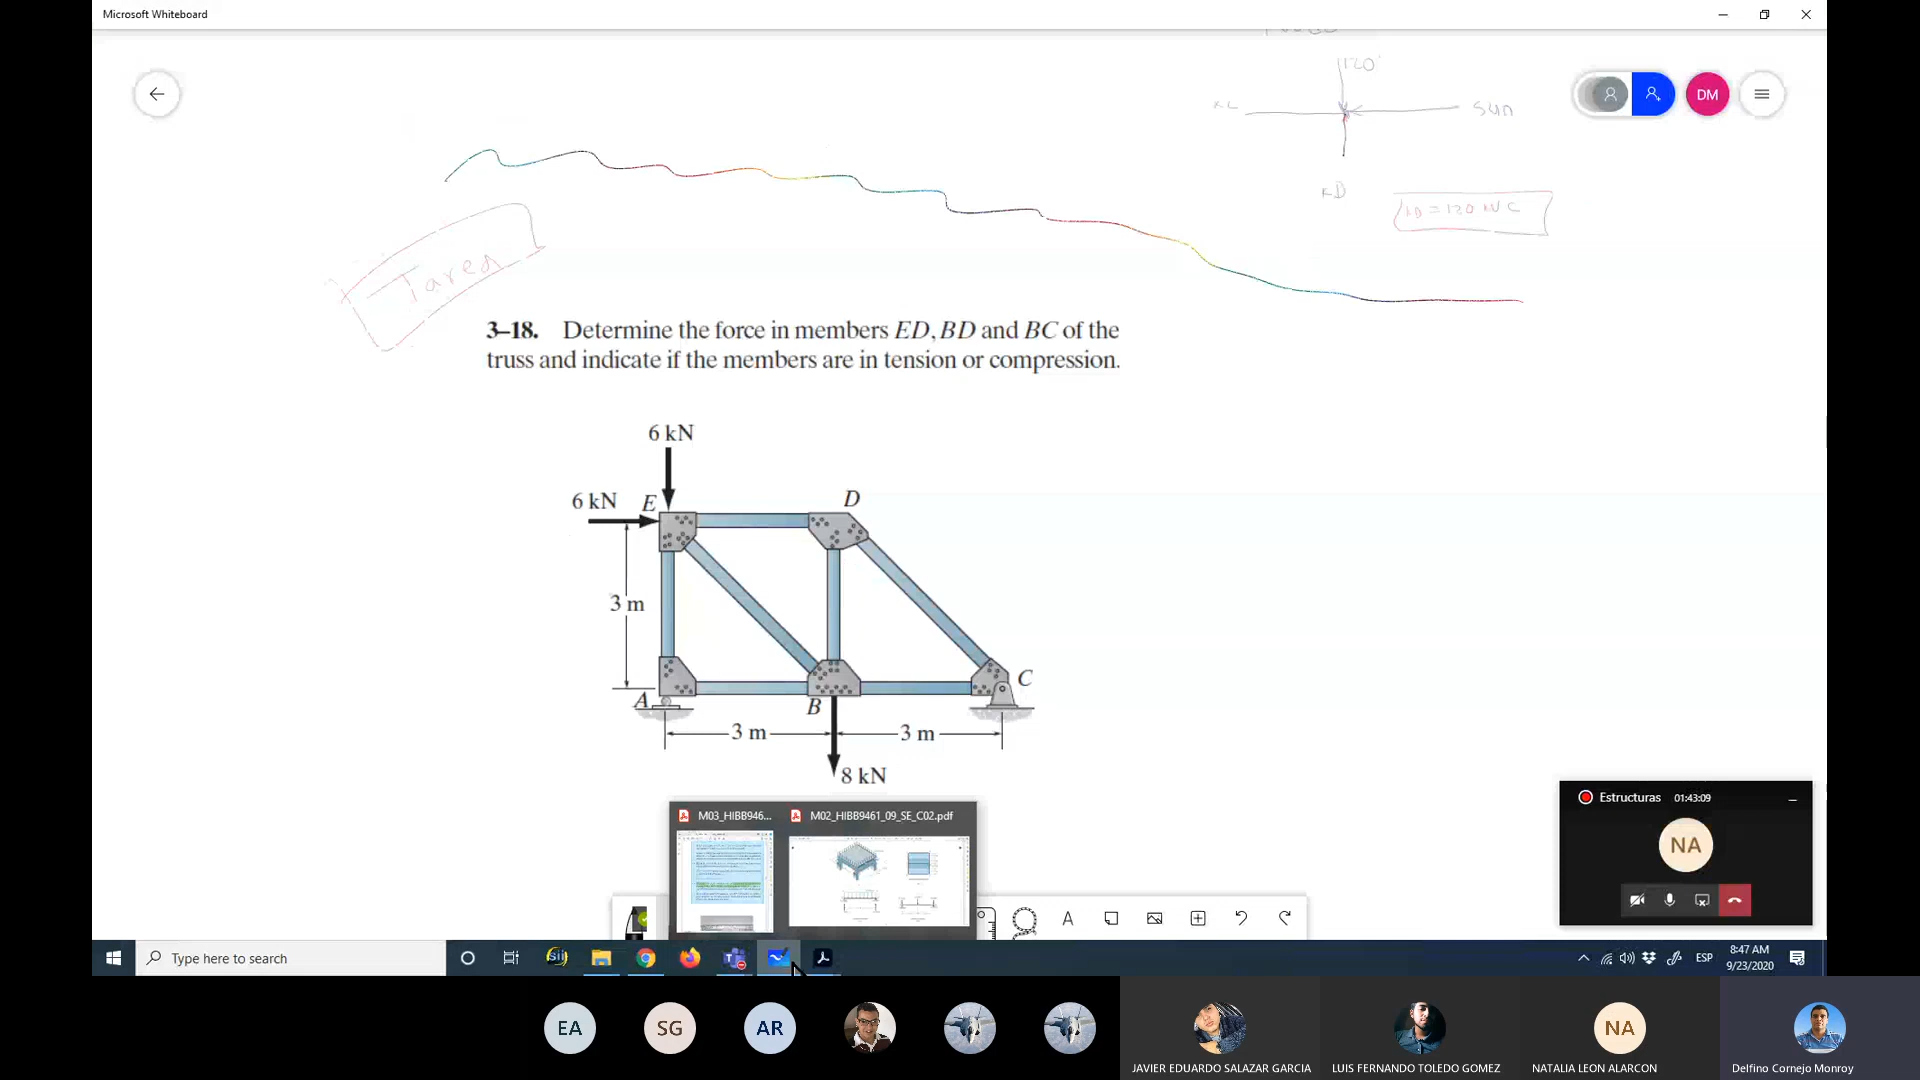 Microsoft Whiteboard
120
DM
Tarea
3–18. Determine the force in members ED, BD and BC of the
truss and indicate if the members are in tension or compression.
6 kN
6 kN
E
D
3 m
A
B
C
3 m
3 m
8 kN
M03_HIBB946...
M02_HIBB9461_09_SE_C02.pdf
Estructuras 01:43:09
NA
A
Type here to search
sii
ESP
8:47 AM
9/23/2020
EA
SG
AR
NA
JAVIER EDUARDO SALAZAR GARCIA
LUIS FERNANDO TOLEDO GOMEZ
NATALIA LEON ALARCON
Delfino Cornejo Monroy